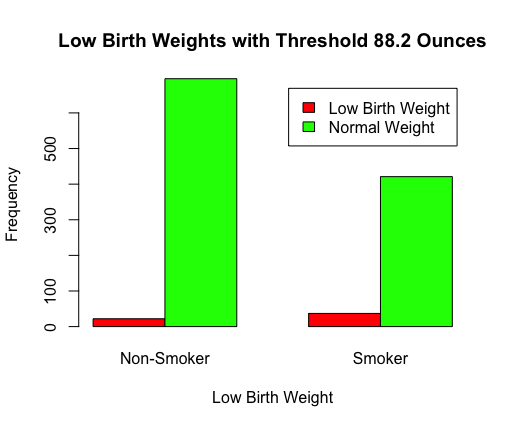 Low Birth Weights with Threshold 88.2 Ounces
Low Birth Weight
Normal Weight
Frequency
500
300
100
0
Non-Smoker
Smoker
Low Birth Weight